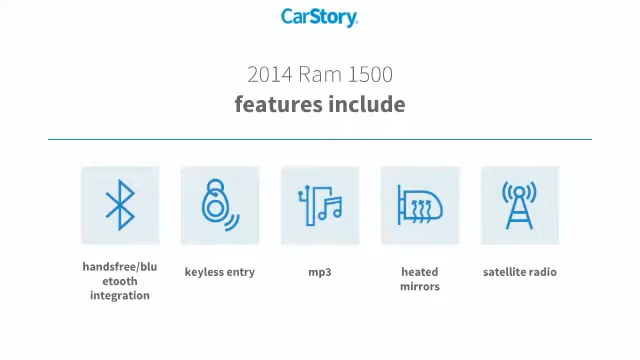 CarStory
2014 Ram 1500
features include
handsfree/blu
etooth
integration
keyless entry
mp3
heated
mirrors
satellite radio